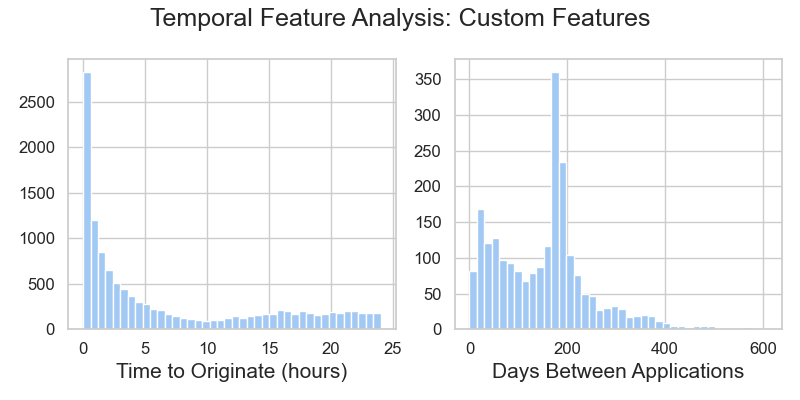 Temporal Feature Analysis: Custom Features
2500
2000
1500
1000
500
0
0 5 10 15 20 25
Time to Originate (hours)
350
300
250
200
150
100
50
0
0 200 400 600
Days Between Applications